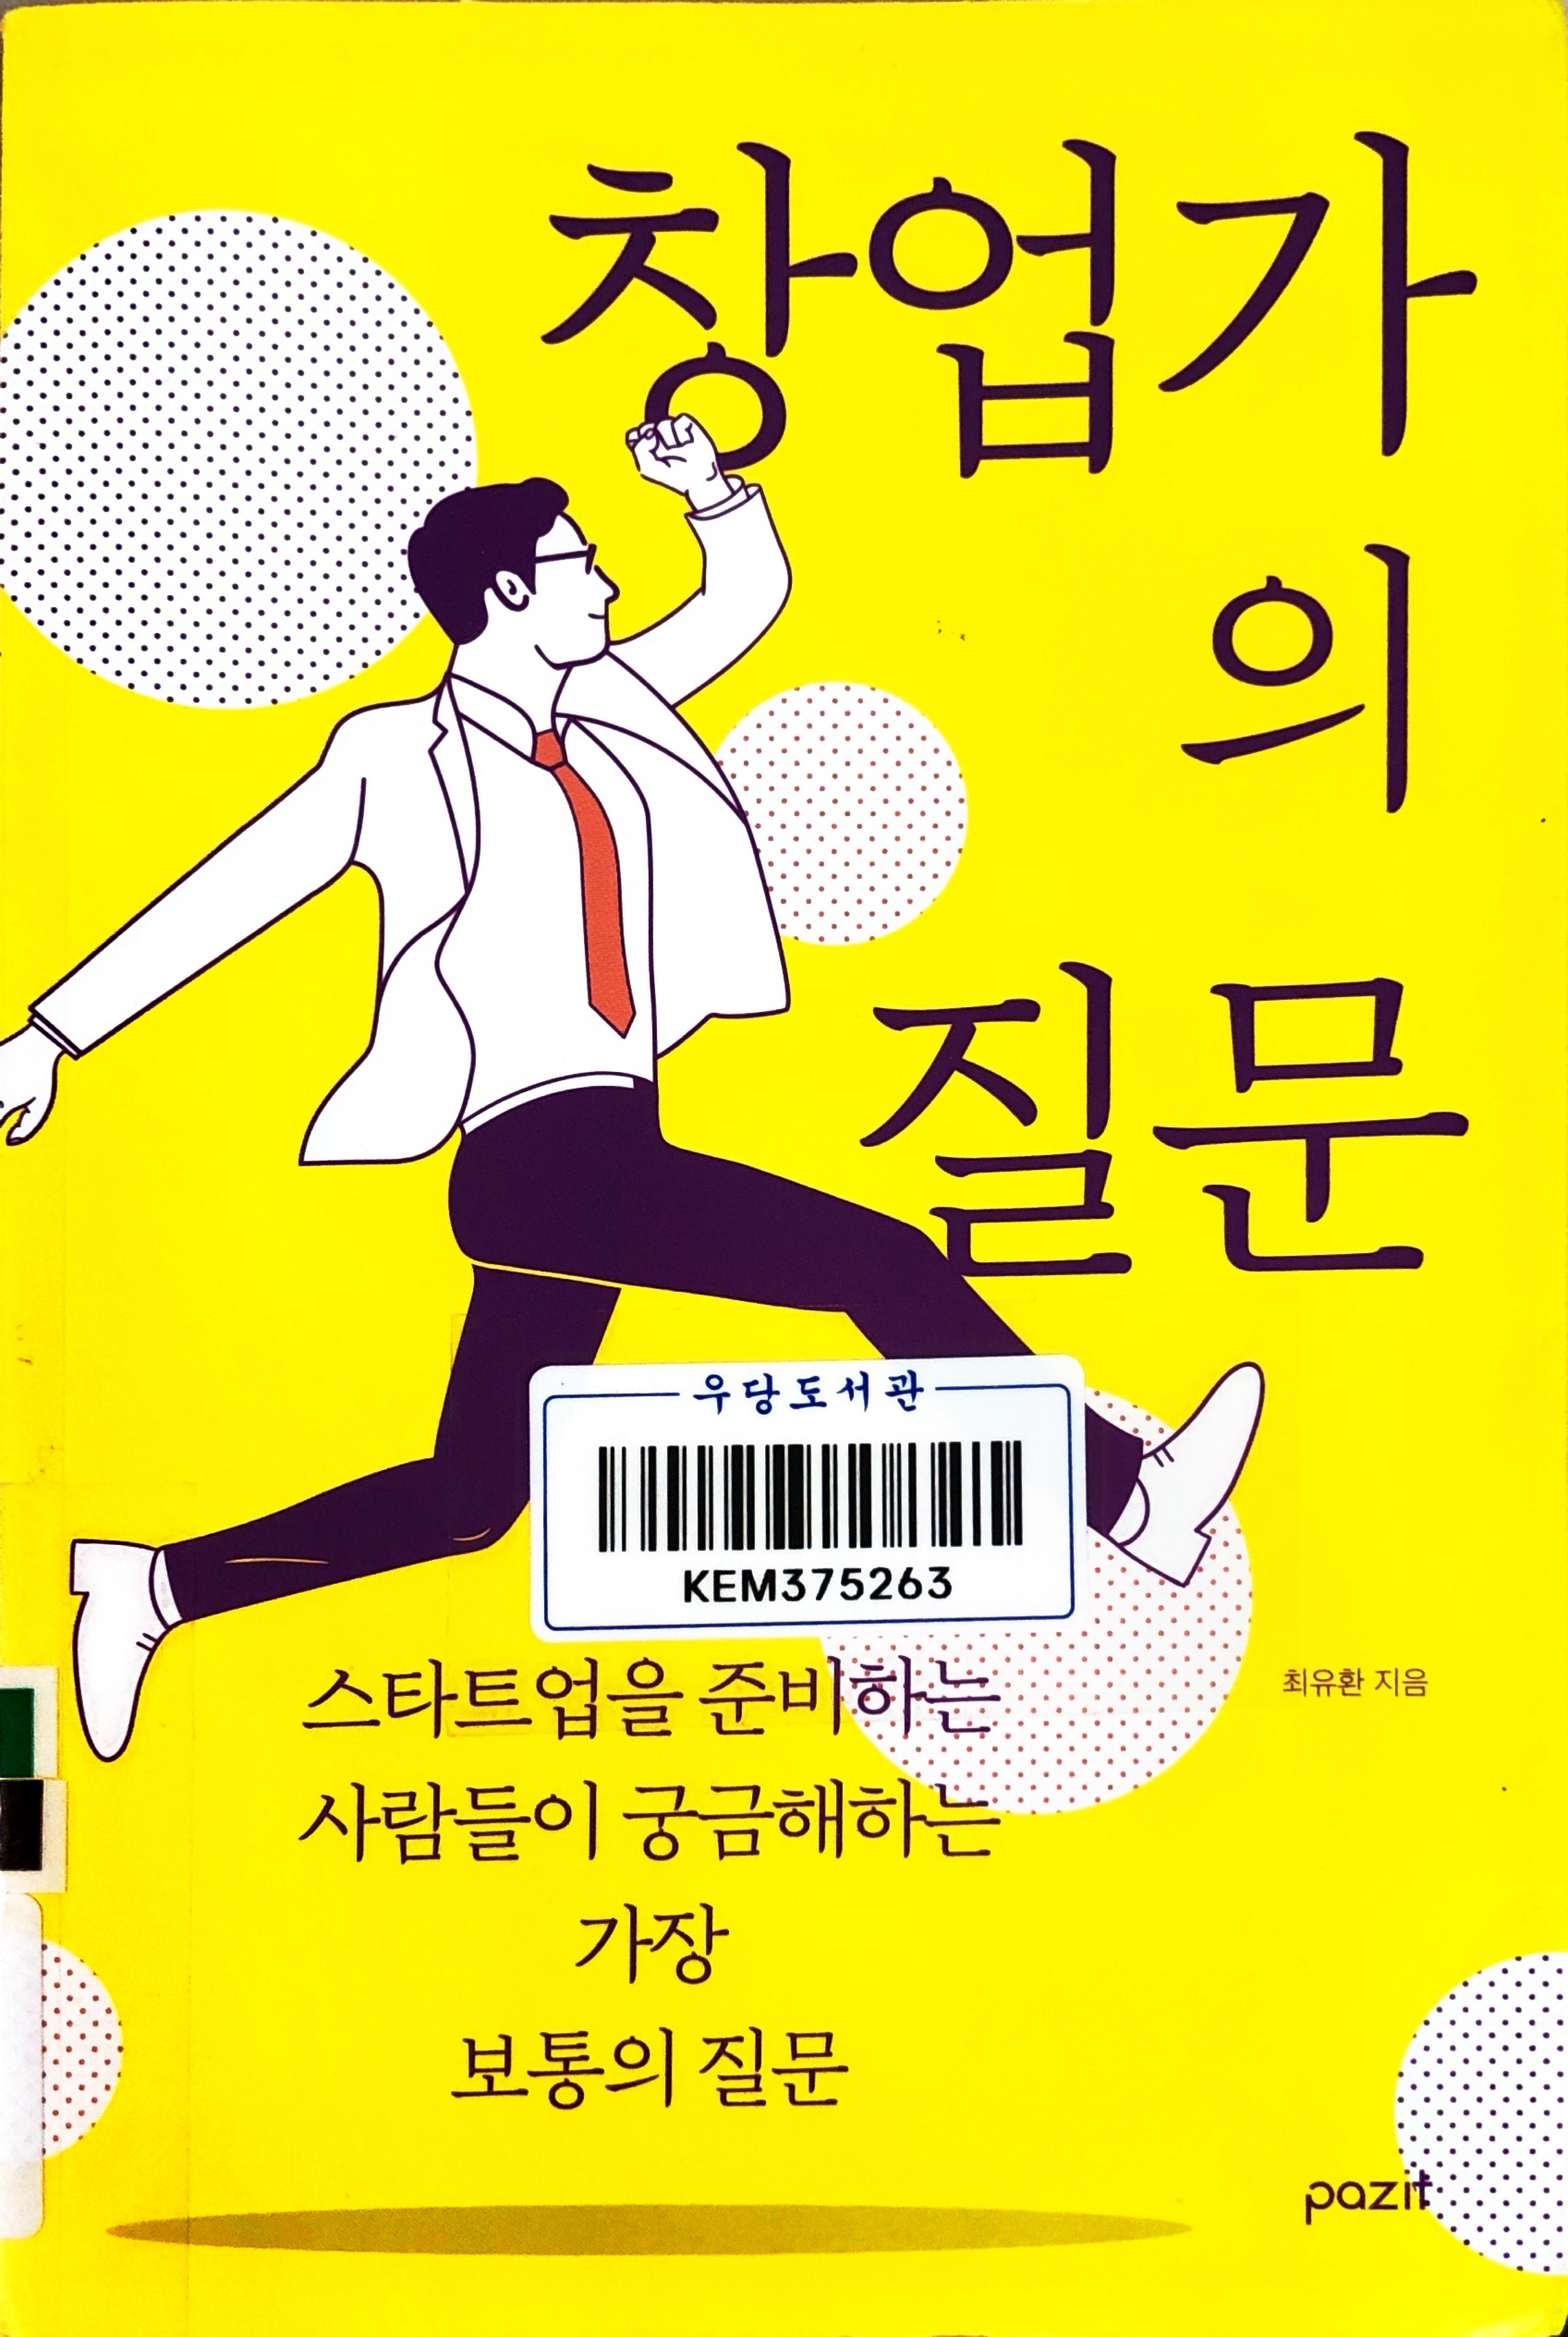 창업가
의
질문
우당도서관
KEM375263
스타트업을 준비하는
사람들이 궁금해하는
가장
보통의 질문
최유환 지음
pazit